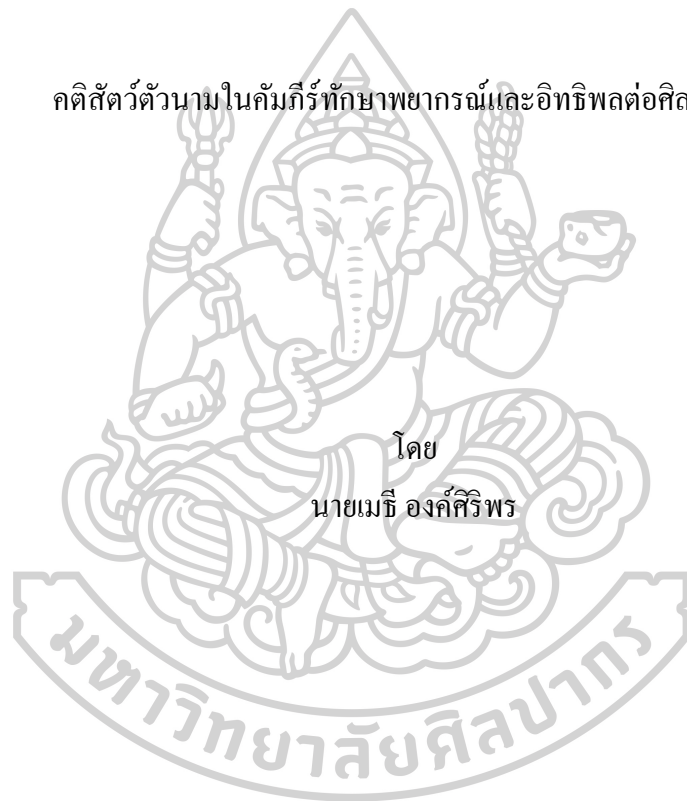 คติสัตว์ตัวนามในคัมภีร์ทักษาพยากรณ์และอิทธิพลต่อศิล
โดย
นายเมธี องค์ศิริพร
มหาวิทยาลัยศิลปากร